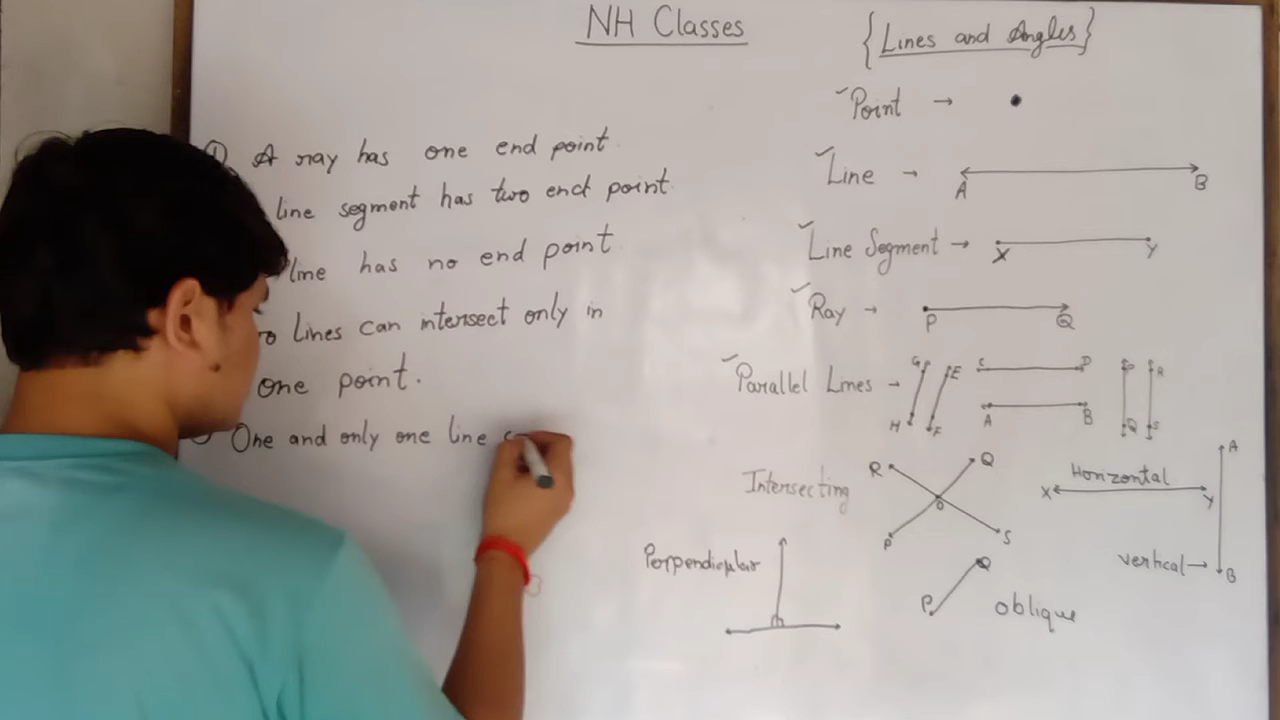 NH Classes
{Lines and Angles}
① A ray has one end point
line segment has two end point
line has no end point
o Lines can intersect only in
one point.
One and only one line
Point →
Line →
A B
Line Segment →
X Y
Ray →
P Q
Parallel Lines →
G E C D P R
H F A B Q S
Intersecting
R Q
O
P S
Horizontal
X Y
A
vertical →
B
Perpendicular
P Q
oblique